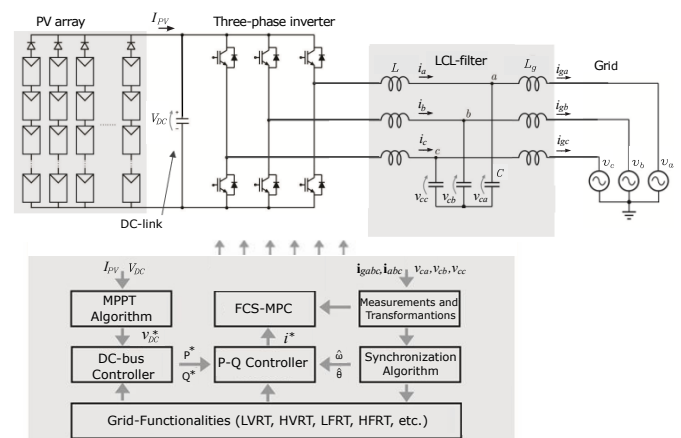 PV array
I_PV
Three-phase inverter
LCL-filter
L
i_a
a
L_g
i_ga
Grid
V_DC
+
-
i_b
b
i_gb
i_c
c
i_gc
C
v_c
v_b
v_a
v_cc
v_cb
v_ca
DC-link
I_PV V_DC
i_gabc, i_abc v_ca, v_cb, v_cc
MPPT
Algorithm
FCS-MPC
Measurements and
Transformantions
v_DC*
i*
DC-bus
Controller
P*
Q*
P-Q Controller
ω̂
θ̂
Synchronization
Algorithm
Grid-Functionalities (LVRT, HVRT, LFRT, HFRT, etc.)